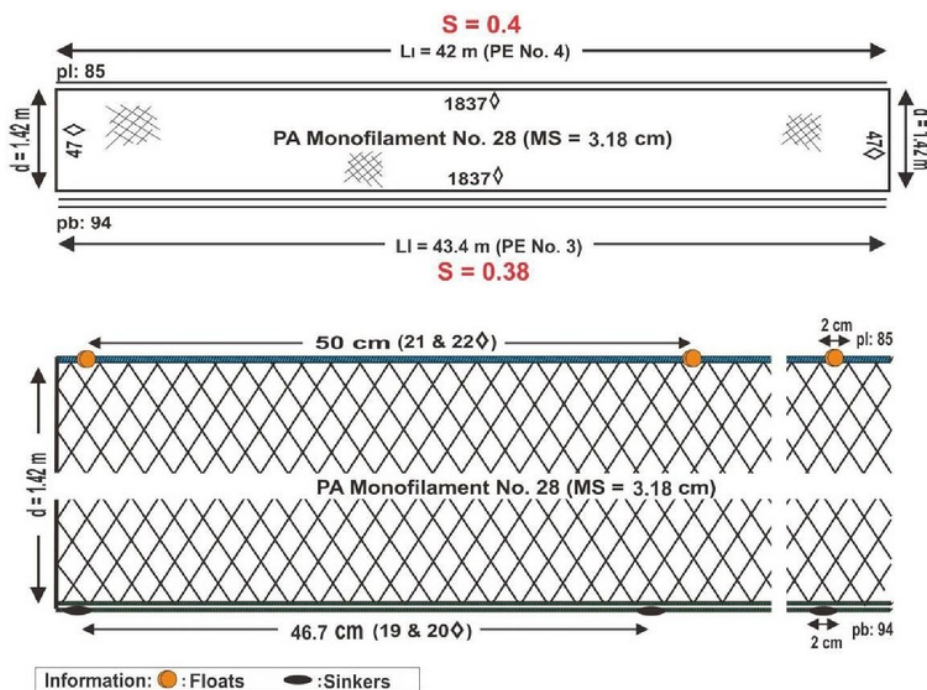 S = 0.4
Lı = 42 m (PE No. 4)
pl: 85
1837◊
d = 1.42 m
47 ◊
PA Monofilament No. 28 (MS = 3.18 cm)
47◊
d = 1.42 m
1837◊
pb: 94
Ll = 43.4 m (PE No. 3)
S = 0.38
2 cm
50 cm (21 & 22◊)
pl: 85
d = 1.42 m
PA Monofilament No. 28 (MS = 3.18 cm)
46.7 cm (19 & 20◊)
2 cm
pb: 94
Information: : Floats : Sinkers